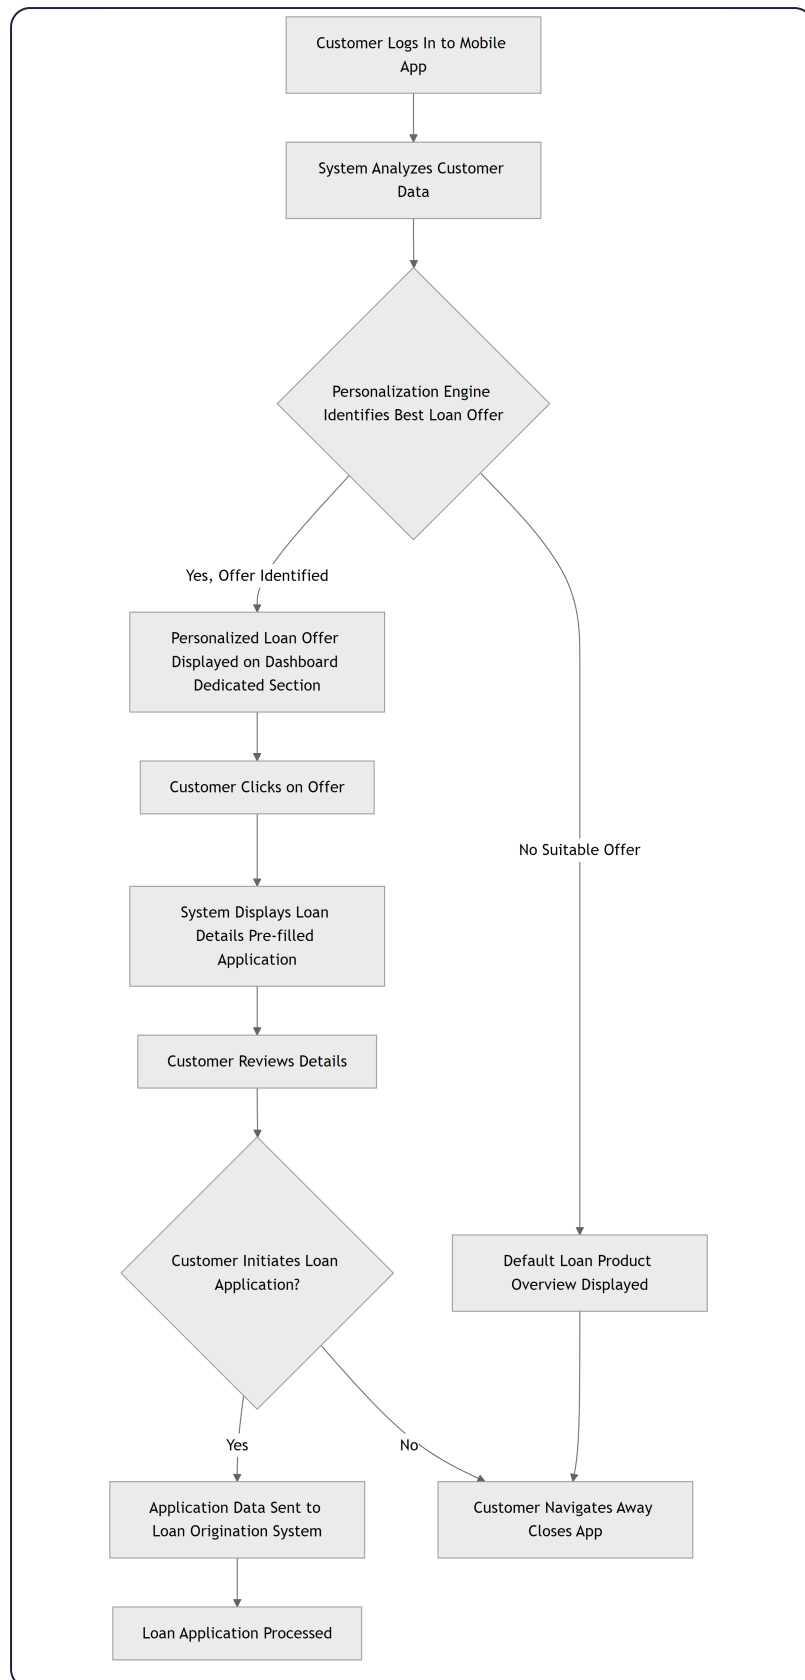 Customer Logs In to Mobile
App
System Analyzes Customer
Data
Personalization Engine
Identifies Best Loan Offer
Yes, Offer Identified
Personalized Loan Offer
Displayed on Dashboard
Dedicated Section
Customer Clicks on Offer
No Suitable Offer
System Displays Loan
Details Pre-filled
Application
Customer Reviews Details
Customer Initiates Loan
Application?
Default Loan Product
Overview Displayed
Yes
No
Application Data Sent to
Loan Origination System
Customer Navigates Away
Closes App
Loan Application Processed